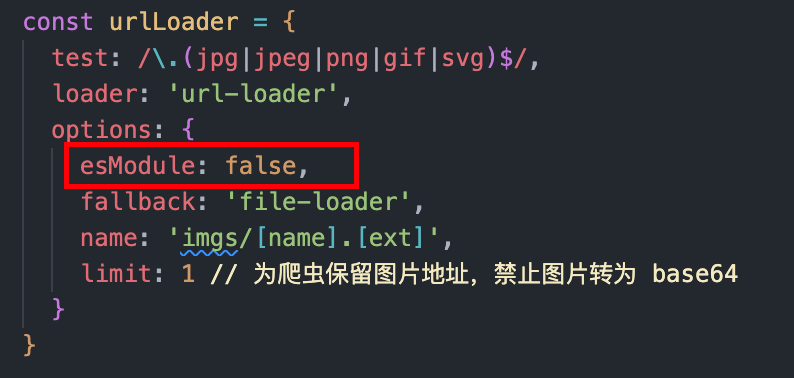 const urlLoader = {
test: /\.(jpg|jpeg|png|gif|svg)$/,
loader: 'url-loader',
options: {
esModule: false,
fallback: 'file-loader',
name: 'imgs/[name].[ext]',
limit: 1 // 为爬虫保留图片地址，禁止图片转为 base64
}
}